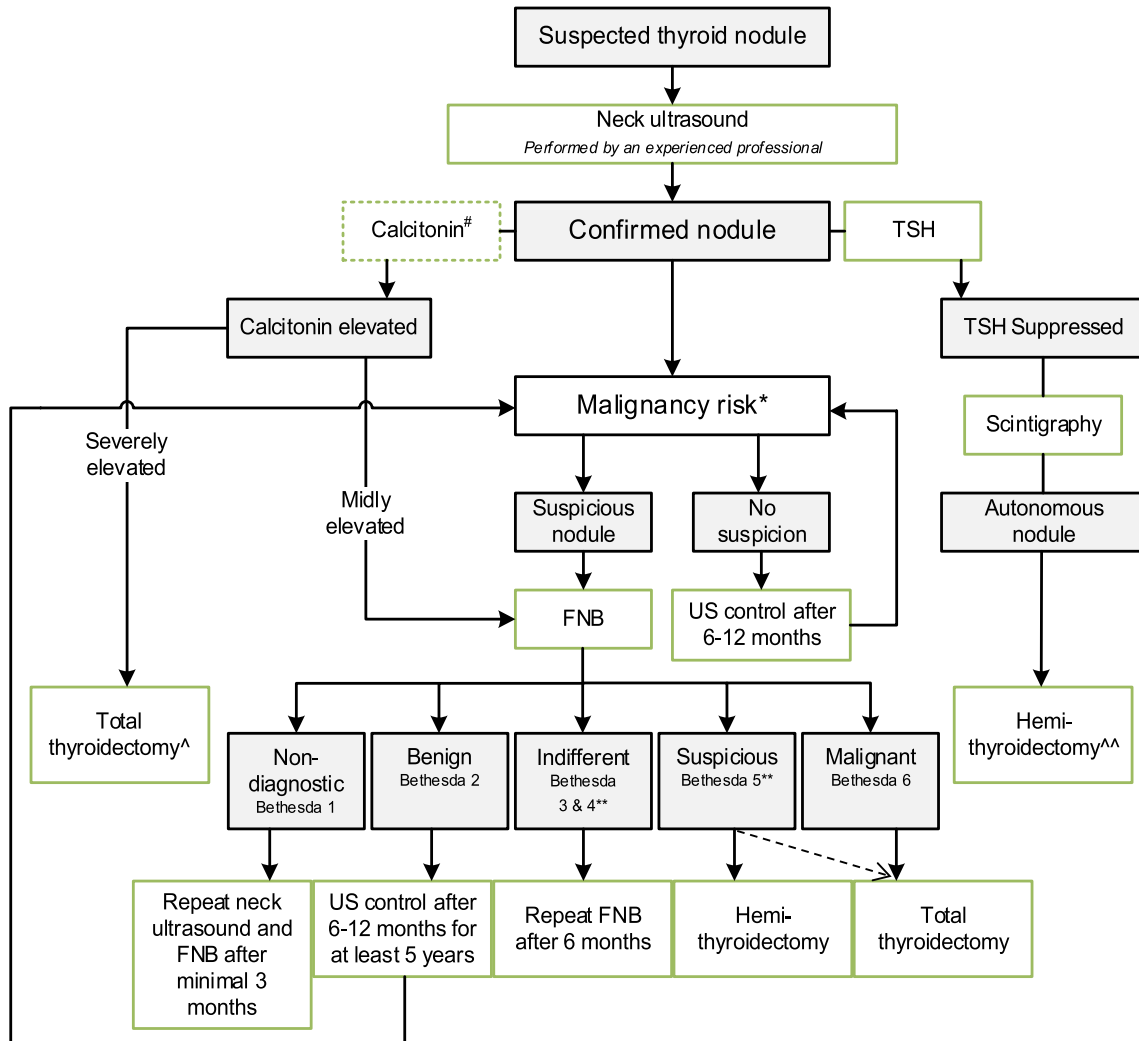 Suspected thyroid nodule
Neck ultrasound
Performed by an experienced professional
Calcitonin#
Confirmed nodule
TSH
Calcitonin elevated
TSH Suppressed
Malignancy risk*
Scintigraphy
Severely
elevated
Midly
elevated
Suspicious
nodule
No
suspicion
Autonomous
nodule
FNB
US control after
6-12 months
Total
thyroidectomy^
Hemi-
thyroidectomy^^
Non-
diagnostic
Bethesda 1
Benign
Bethesda 2
Indifferent
Bethesda
3 & 4**
Suspicious
Bethesda 5**
Malignant
Bethesda 6
Repeat neck
ultrasound and
FNB after
minimal 3
months
US control after
6-12 months for
at least 5 years
Repeat FNB
after 6 months
Hemi-
thyroidectomy
Total
thyroidectomy